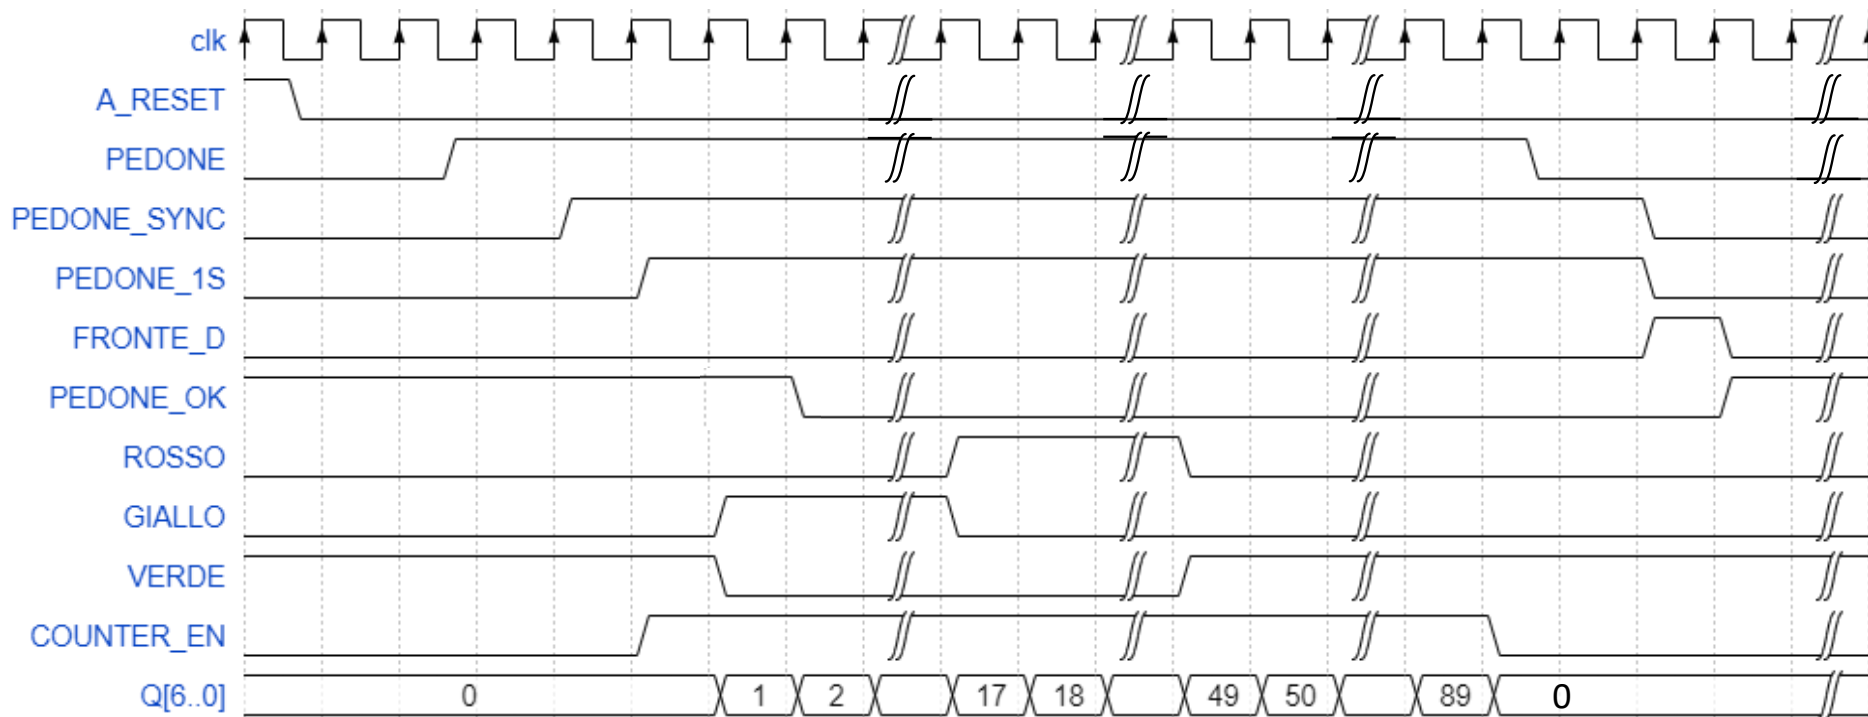 clk
A_RESET
PEDONE
PEDONE_SYNC
PEDONE_1S
FRONTE_D
PEDONE_OK
ROSSO
GIALLO
VERDE
COUNTER_EN
Q[6..0] 0 1 2 17 18 49 50 89 0